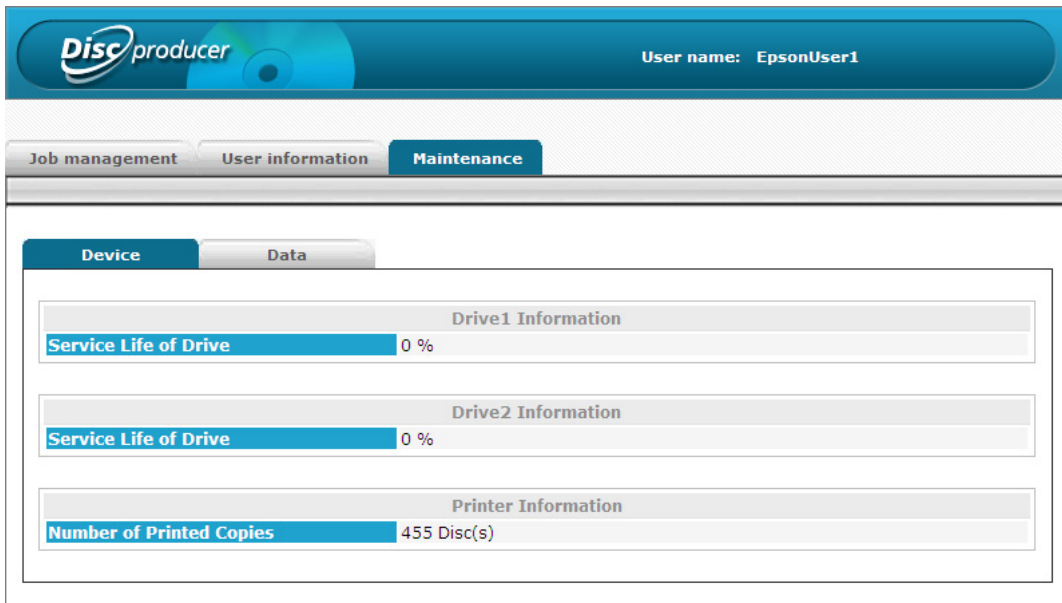 Disc producer
User name: EpsonUser1
Job management User information Maintenance
Device Data
Drive1 Information
Service Life of Drive 0 %
Drive2 Information
Service Life of Drive 0 %
Printer Information
Number of Printed Copies 455 Disc(s)